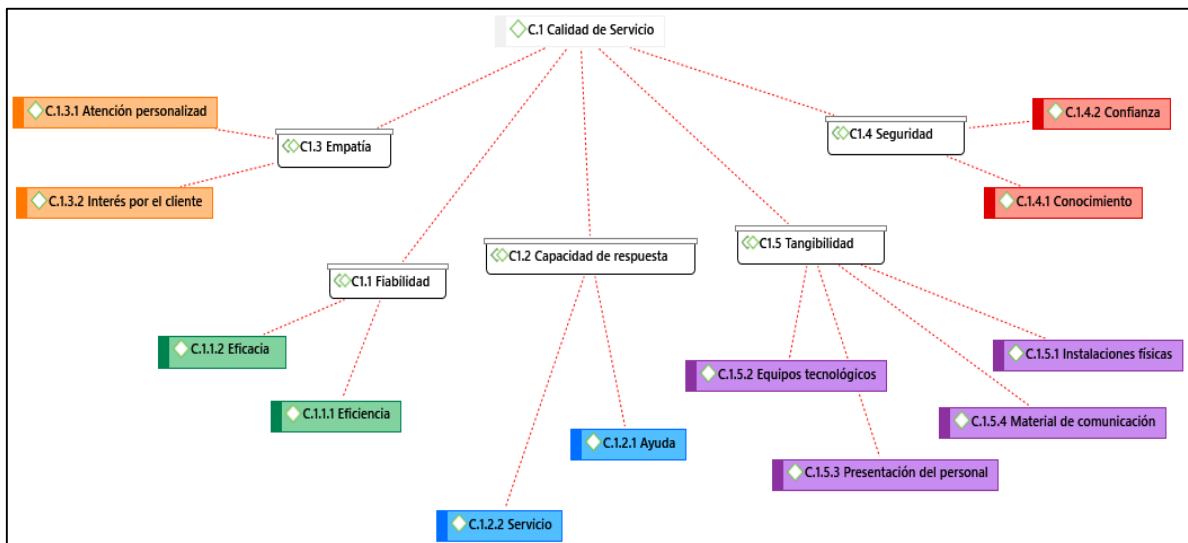 C.1 Calidad de Servicio
C.1.3.1 Atención personalizad
C.1.4.2 Confianza
C1.4 Seguridad
C1.3 Empatía
C.1.3.2 Interés por el cliente
C.1.4.1 Conocimiento
C1.5 Tangibilidad
C1.2 Capacidad de respuesta
C1.1 Fiabilidad
C.1.1.2 Eficacia
C.1.5.1 Instalaciones físicas
C.1.5.2 Equipos tecnológicos
C.1.1.1 Eficiencia
C.1.5.4 Material de comunicación
C.1.2.1 Ayuda
C.1.5.3 Presentación del personal
C.1.2.2 Servicio